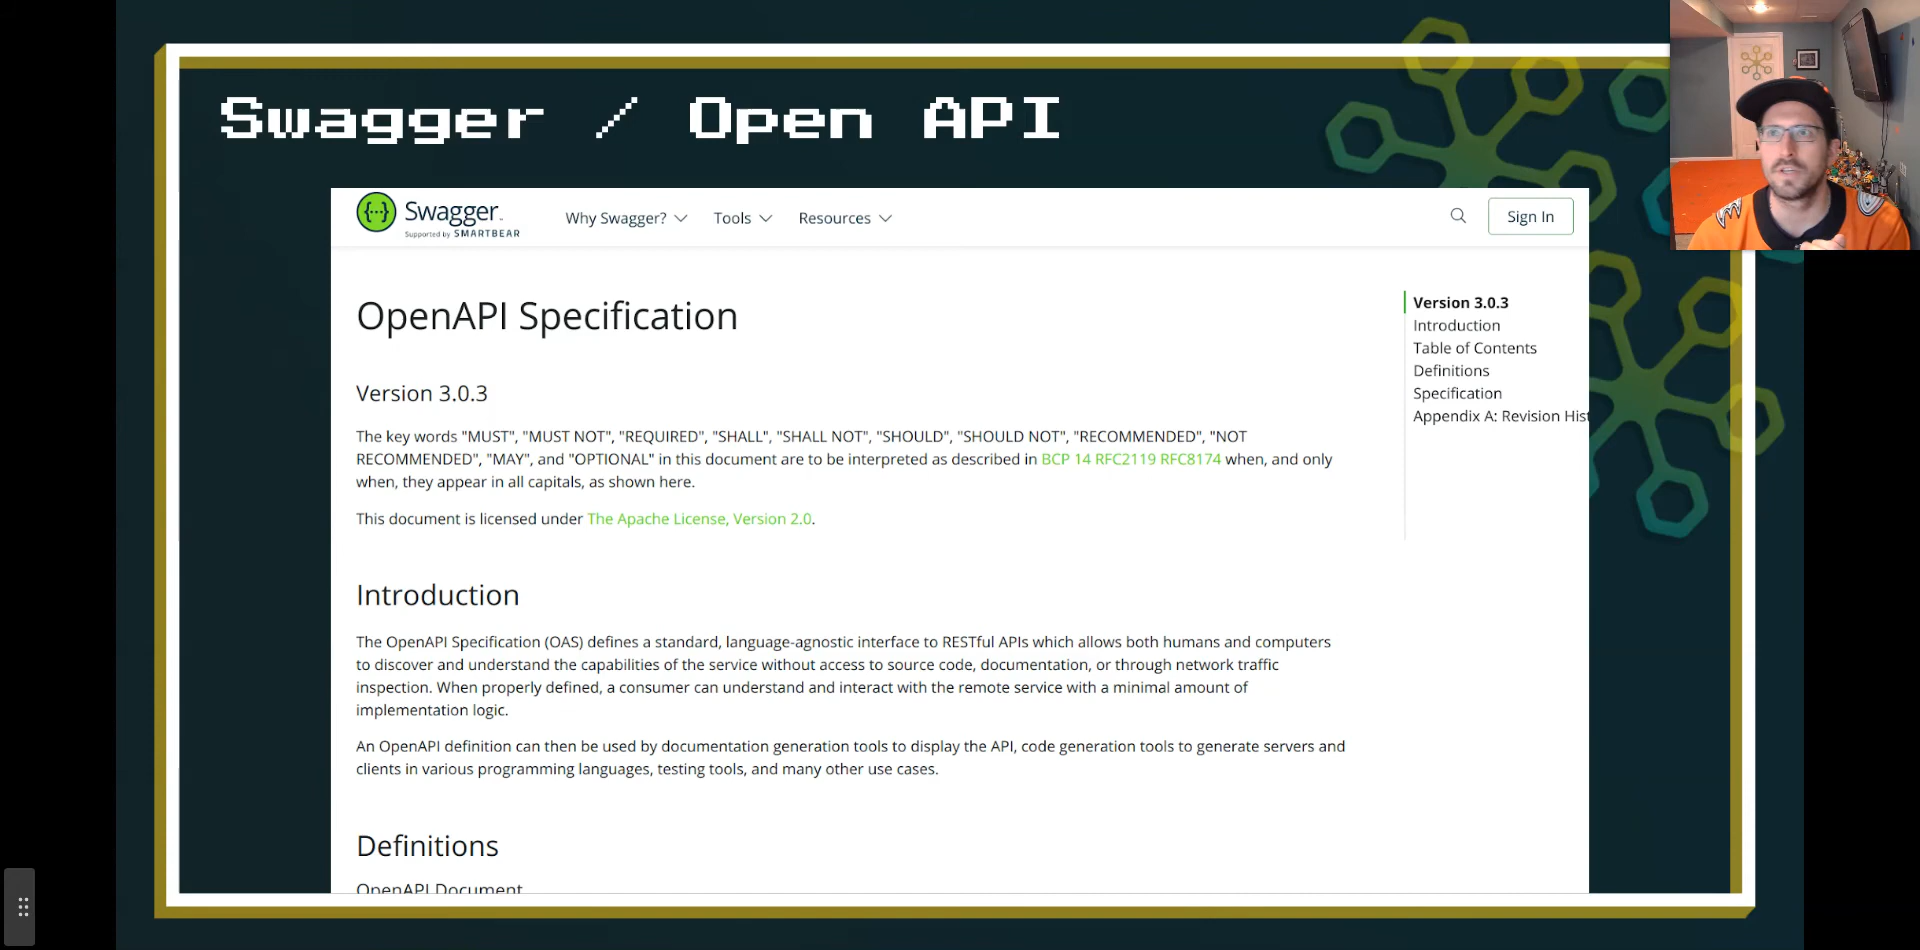 Swagger / Open API
Swagger
Supported by SMARTBEAR
Why Swagger?
Tools
Resources
Sign In
OpenAPI Specification
Version 3.0.3
The key words "MUST", "MUST NOT", "REQUIRED", "SHALL", "SHALL NOT", "SHOULD", "SHOULD NOT", "RECOMMENDED", "NOT
RECOMMENDED", "MAY", and "OPTIONAL" in this document are to be interpreted as described in BCP 14 RFC2119 RFC8174 when, and only
when, they appear in all capitals, as shown here.
This document is licensed under The Apache License, Version 2.0.
Introduction
The OpenAPI Specification (OAS) defines a standard, language-agnostic interface to RESTful APIs which allows both humans and computers
to discover and understand the capabilities of the service without access to source code, documentation, or through network traffic
inspection. When properly defined, a consumer can understand and interact with the remote service with a minimal amount of
implementation logic.
An OpenAPI definition can then be used by documentation generation tools to display the API, code generation tools to generate servers and
clients in various programming languages, testing tools, and many other use cases.
Definitions
OpenAPI Document
Version 3.0.3
Introduction
Table of Contents
Definitions
Specification
Appendix A: Revision Hist